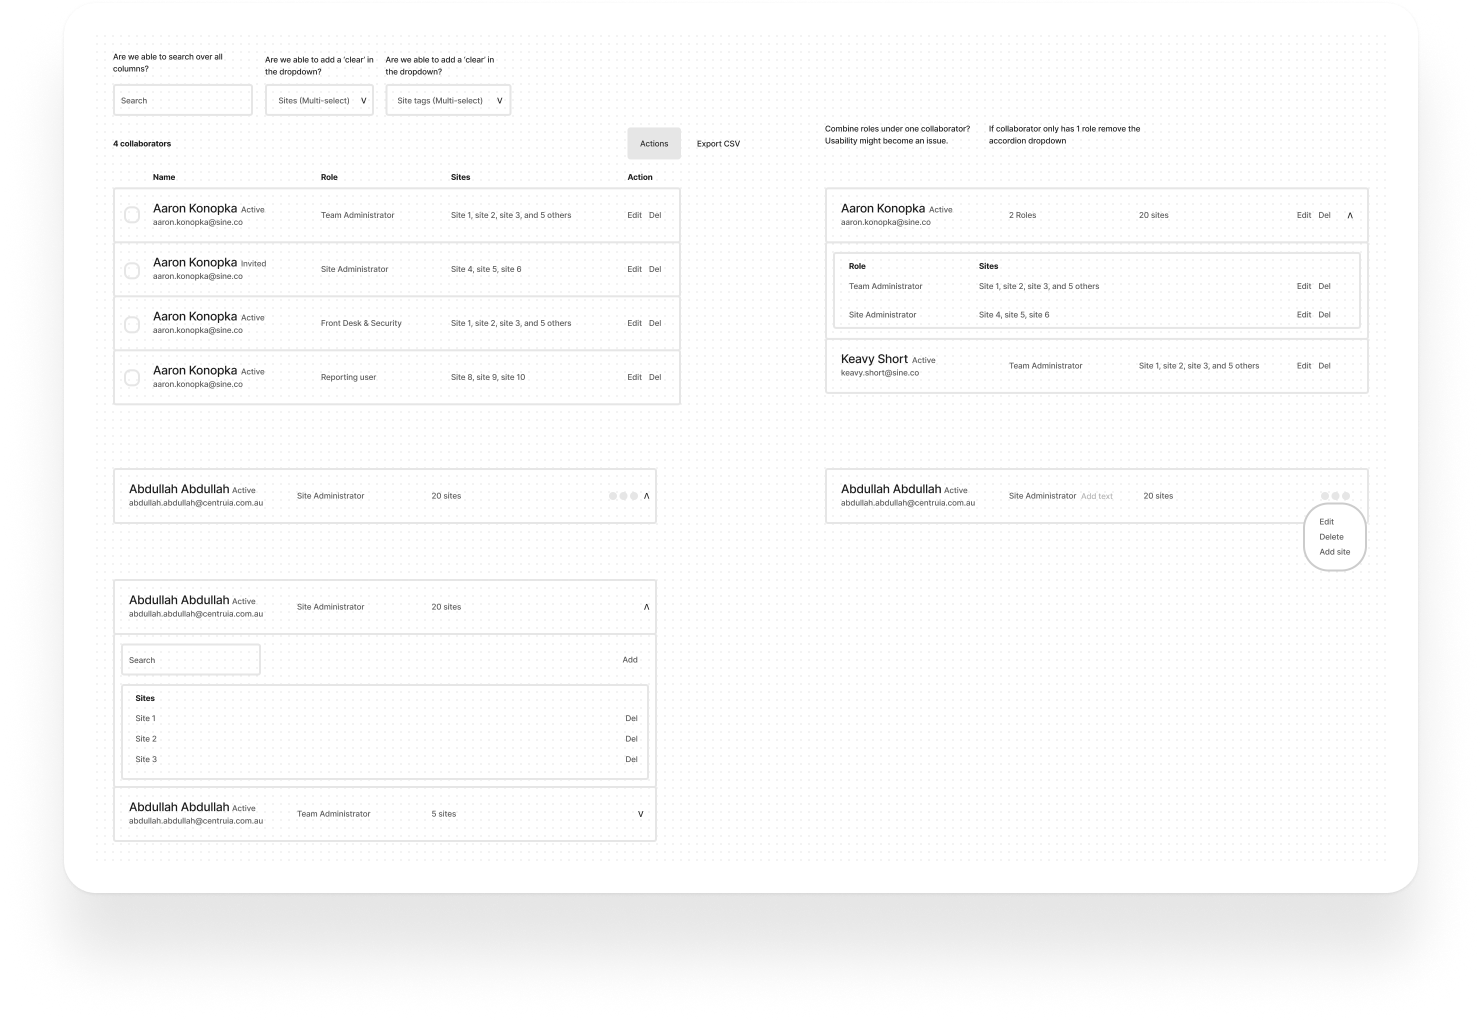 Are we able to search over all
columns?
Are we able to add a 'clear' in
the dropdown?
Are we able to add a 'clear' in
the dropdown?
Search
Sites (Multi-select) V
Site tags (Multi-select) V
4 collaborators
Actions
Export CSV
Name Role Sites Action
Aaron Konopka Active
aaron.konopka@sine.co
Team Administrator
Site 1, site 2, site 3, and 5 others
Edit Del
Aaron Konopka Invited
aaron.konopka@sine.co
Site Administrator
Site 4, site 5, site 6
Edit Del
Aaron Konopka Active
aaron.konopka@sine.co
Front Desk & Security
Site 1, site 2, site 3, and 5 others
Edit Del
Aaron Konopka Active
aaron.konopka@sine.co
Reporting user
Site 8, site 9, site 10
Edit Del
Combine roles under one collaborator?
Usability might become an issue.
If collaborator only has 1 role remove the
accordion dropdown
Aaron Konopka Active
aaron.konopka@sine.co
2 Roles
20 sites
Edit Del
Role Sites
Team Administrator Site 1, site 2, site 3, and 5 others Edit Del
Site Administrator Site 4, site 5, site 6 Edit Del
Keavy Short Active
keavy.short@sine.co
Team Administrator
Site 1, site 2, site 3, and 5 others
Edit Del
Abdullah Abdullah Active
abdullah.abdullah@centruia.com.au
Site Administrator
20 sites
Abdullah Abdullah Active
abdullah.abdullah@centruia.com.au
Site Administrator Add text
20 sites
Edit
Delete
Add site
Abdullah Abdullah Active
abdullah.abdullah@centruia.com.au
Site Administrator
20 sites
Search
Add
Sites
Site 1 Del
Site 2 Del
Site 3 Del
Abdullah Abdullah Active
abdullah.abdullah@centruia.com.au
Team Administrator
5 sites
V